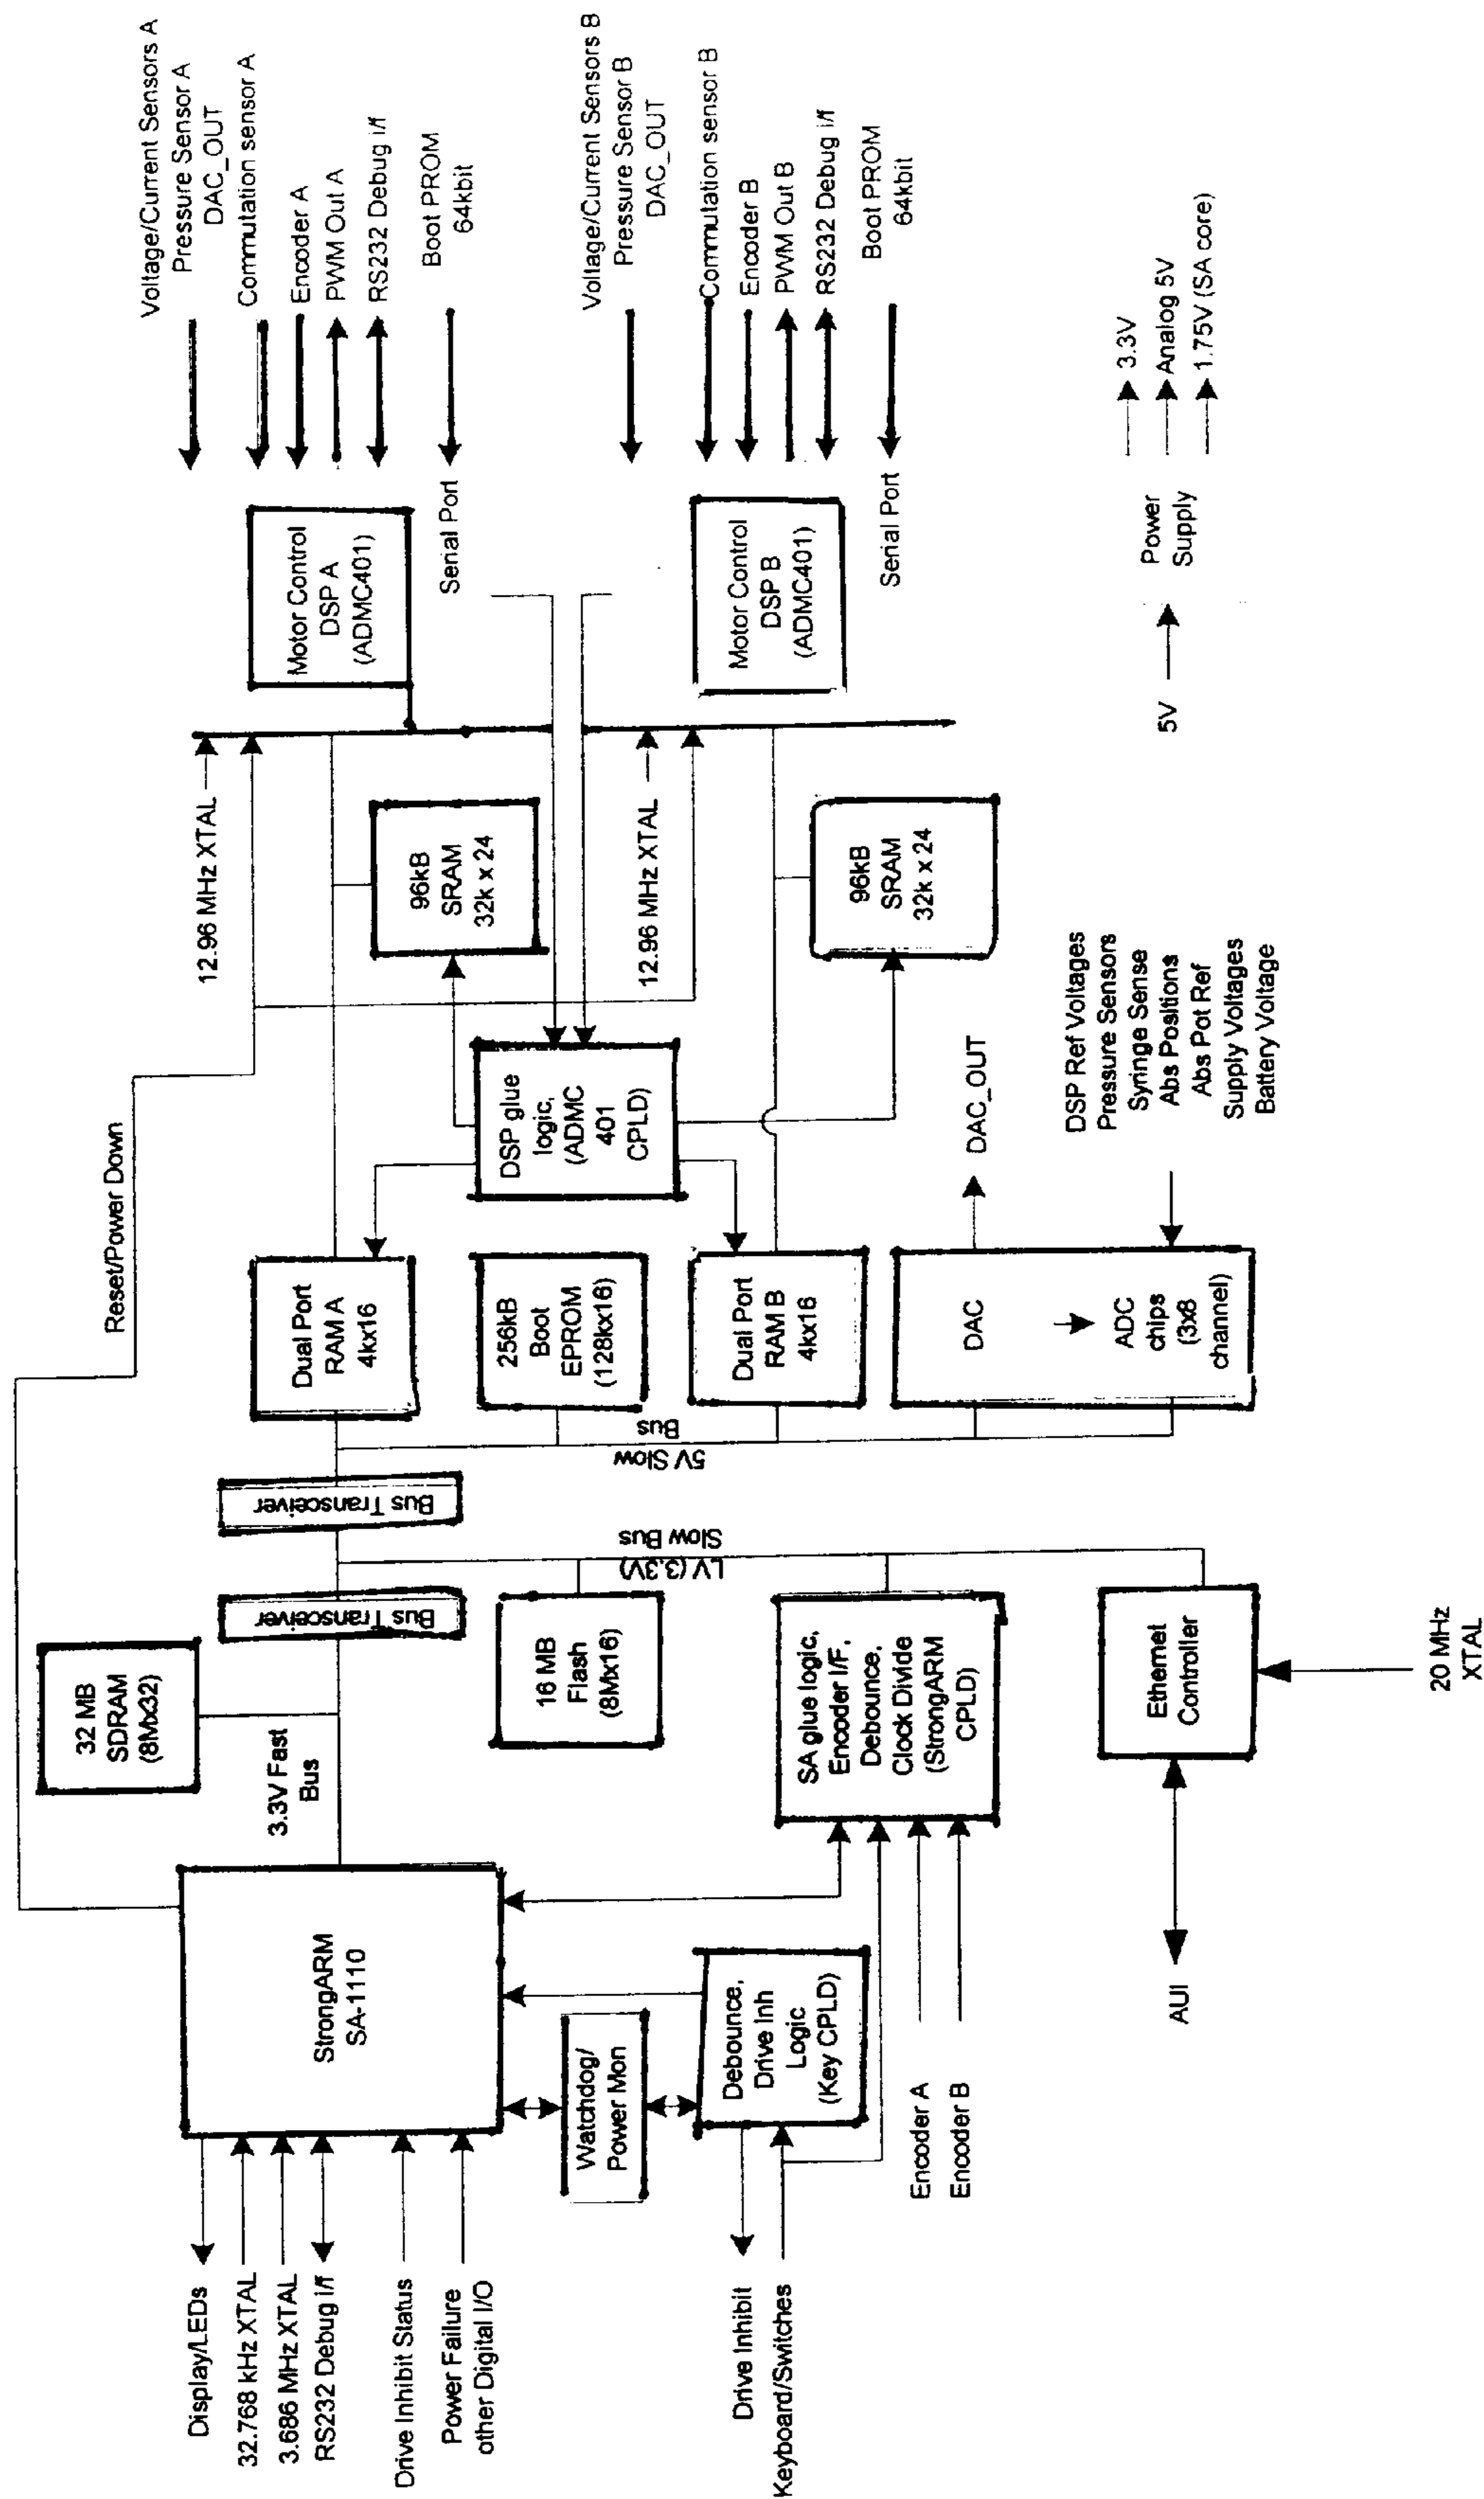 Display/LEDs
32.768 kHz XTAL
3.686 MHz XTAL
RS232 Debug i/f
Drive Inhibit Status
Power Failure
other Digital I/O
Drive Inhibit
Keyboard/Switches
StrongARM
SA-1110
Watchdog/
Power Mon
Debounce,
Drive Inh
Logic
(Key CPLD)
Encoder A
Encoder B
AUI
32 MB
SDRAM
(8Mx32)
3.3V Fast
Bus
Bus Transceiver
16 MB
Flash
(8Mx16)
SA glue logic,
Encoder I/F,
Debounce,
Clock Divide
(StrongARM
CPLD)
Ethernet
Controller
20 MHz
XTAL
LV (3.3V)
Slow Bus
Bus Transceiver
5V Slow
Bus
Reset/Power Down
Dual Port
RAM A
4kx16
256kB
Boot
EPROM
(128kx16)
Dual Port
RAM B
4kx16
DAC
ADC
chips
(3x8
channel)
DSP glue
logic,
(ADMC
401
CPLD)
DAC_OUT
DSP Ref Voltages
Pressure Sensors
Syringe Sense
Abs Positions
Abs Pot Ref
Supply Voltages
Battery Voltage
12.96 MHz XTAL
96kB
SRAM
32k x 24
12.96 MHz XTAL
96kB
SRAM
32k x 24
Motor Control
DSP A
(ADMC401)
Serial Port
Motor Control
DSP B
(ADMC401)
Serial Port
5V
Power
Supply
3.3V
Analog 5V
1.75V (SA core)
Voltage/Current Sensors A
Pressure Sensor A
DAC_OUT
Commutation sensor A
Encoder A
PWM Out A
RS232 Debug i/f
Boot PROM
64kbit
Voltage/Current Sensors B
Pressure Sensor B
DAC_OUT
Commutation sensor B
Encoder B
PWM Out B
RS232 Debug i/f
Boot PROM
64kbit